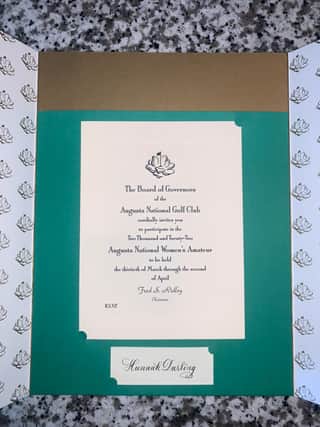 The Board of Governors
of the
Augusta National Golf Club
cordially invites you
to participate in the
Two Thousand and Twenty-Two
Augusta National Women's Amateur
to be held
the thirtieth of March through the second
of April
Fred S. Ridley
Chairman
RSVP
Hannah Darling